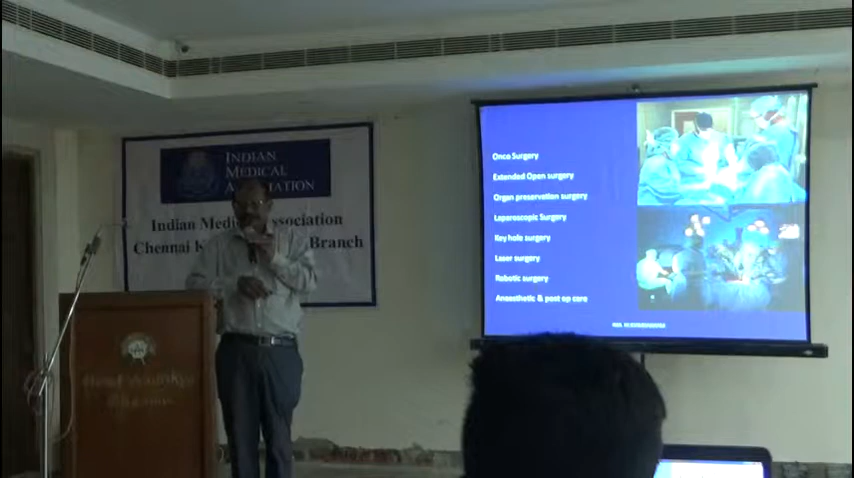 INDIAN
MEDICAL
ASSOCIATION
Indian Medical Association
Chennai K Branch
Onco Surgery
Extended Open surgery
Organ preservation surgery
Laparoscopic Surgery
Key hole surgery
Laser surgery
Robotic surgery
Anaesthetic & post op care